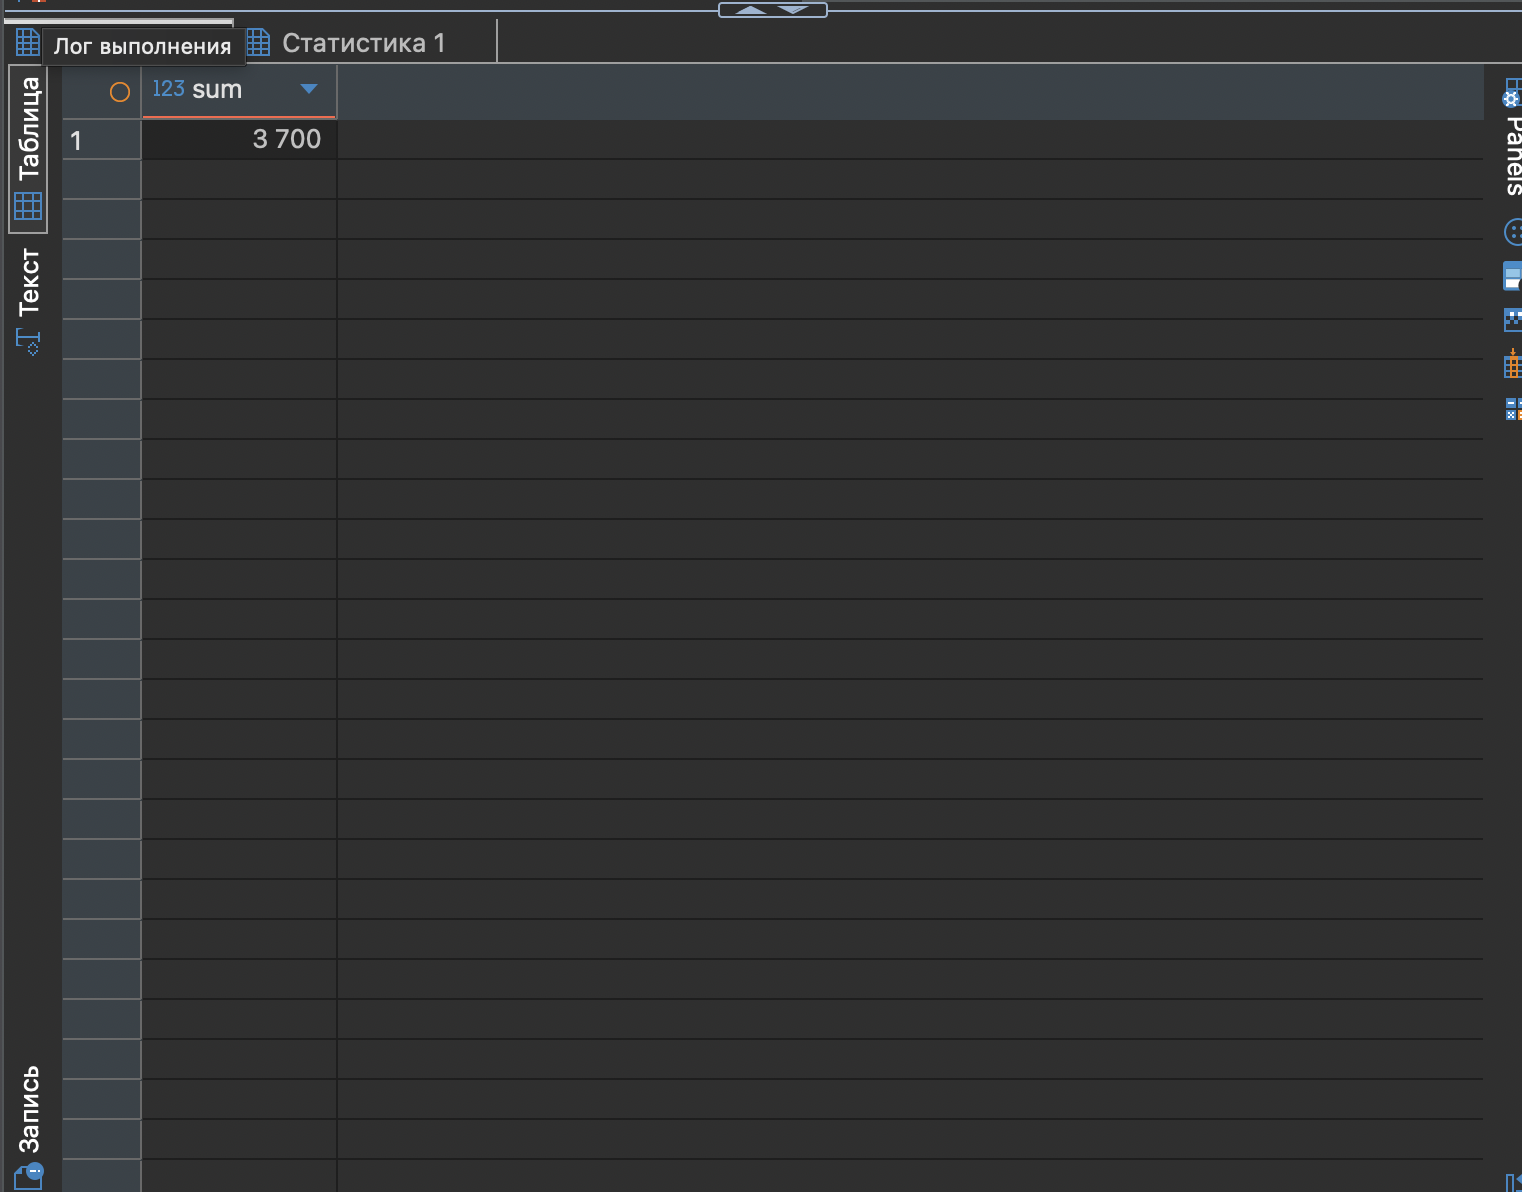 Лог выполнения
Статистика 1
123 sum
1
3 700
Таблица
Текст
Запись
Panels